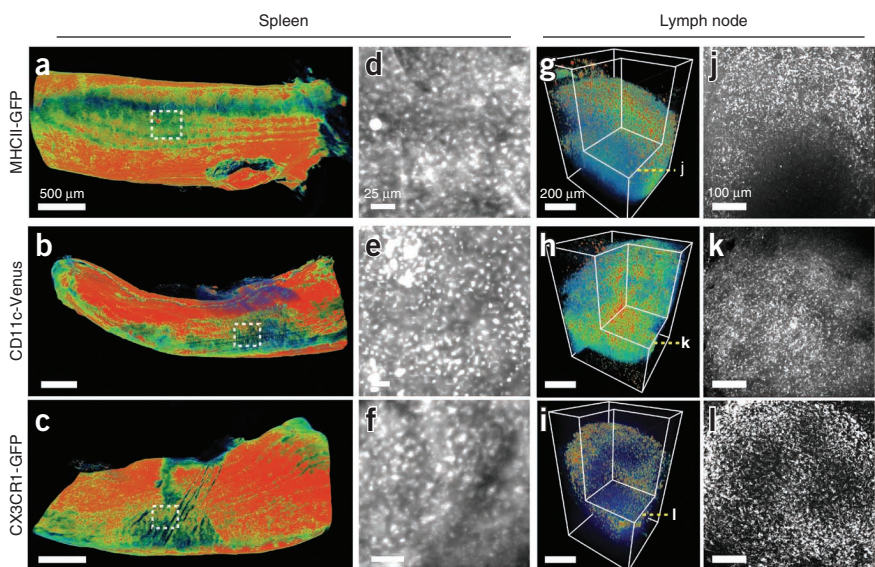 Spleen
Lymph node
MHCII-GFP
a
500 µm
d
25 µm
g
200 µm
j
j
100 µm
CD11c-Venus
b
e
h
k
k
CX3CR1-GFP
c
f
i
l
l